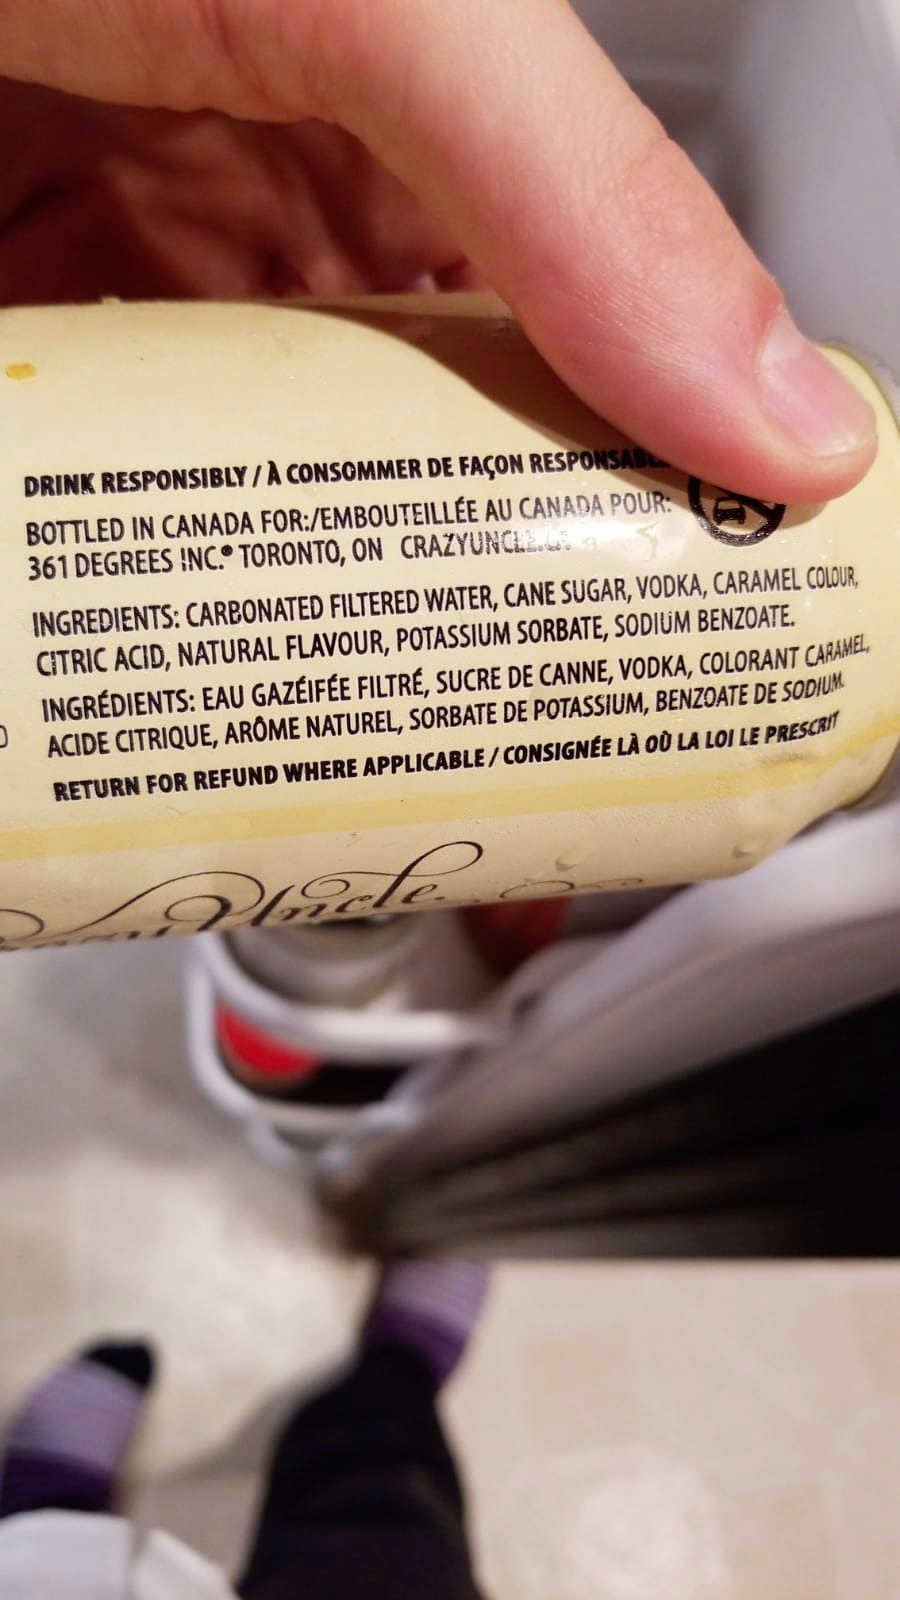 DRINK RESPONSIBLY / À CONSOMMER DE FAÇON
BOTTLED IN CANADA FOR:/EMBOUTEILLÉE AU CANADA POUR:
361 DEGREES INC.® TORONTO, ON CRAZYUNCLE.CA
INGREDIENTS: CARBONATED FILTERED WATER, CANE SUGAR, VODKA, CARAMEL COLOUR,
CITRIC ACID, NATURAL FLAVOUR, POTASSIUM SORBATE, SODIUM BENZOATE.
INGRÉDIENTS: EAU GAZÉIFÉE FILTRÉ, SUCRE DE CANNE, VODKA, COLORANT CARAMEL,
ACIDE CITRIQUE, ARÔME NATUREL, SORBATE DE POTASSIUM, BENZOATE DE SODIUM.
RETURN FOR REFUND WHERE APPLICABLE / CONSIGNÉE LÀ OÙ LA LOI LE PRESCRIT
Uncle